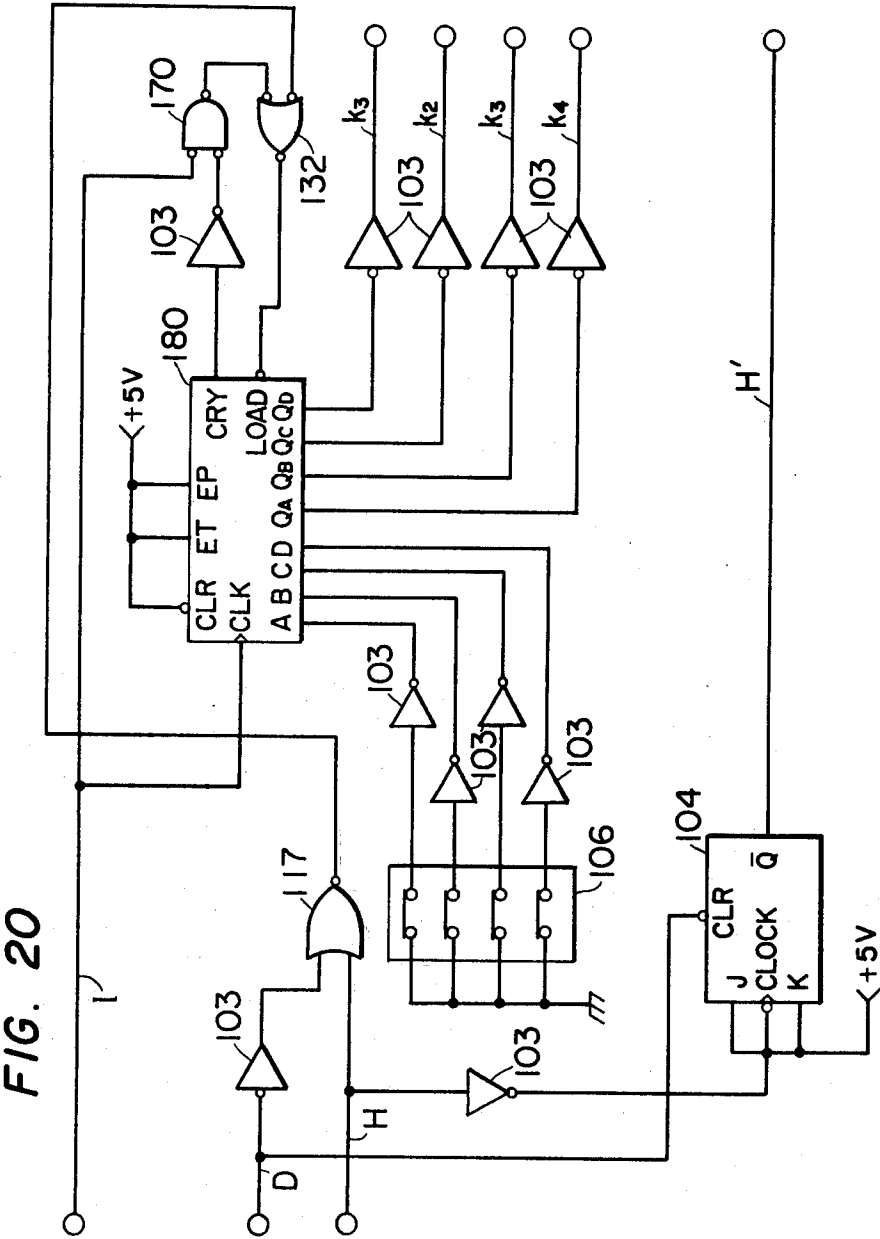 FIG. 20
l
D
H
103
117
103
106
103
103
103
103
+5V
180
CLR ET EP
CLK
CRY
LOAD
A B C D QA QB QC QD
103
170
132
k3
k2
k3
k4
103
103
104
J
CLOCK
K
CLR
Q̅
+5V
H'